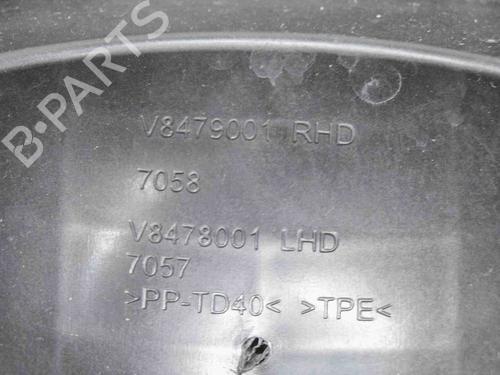 B-PARTS
V8479001 RHD
7058
V8478001 LHD
7057
>PP-TD40< >TPE<